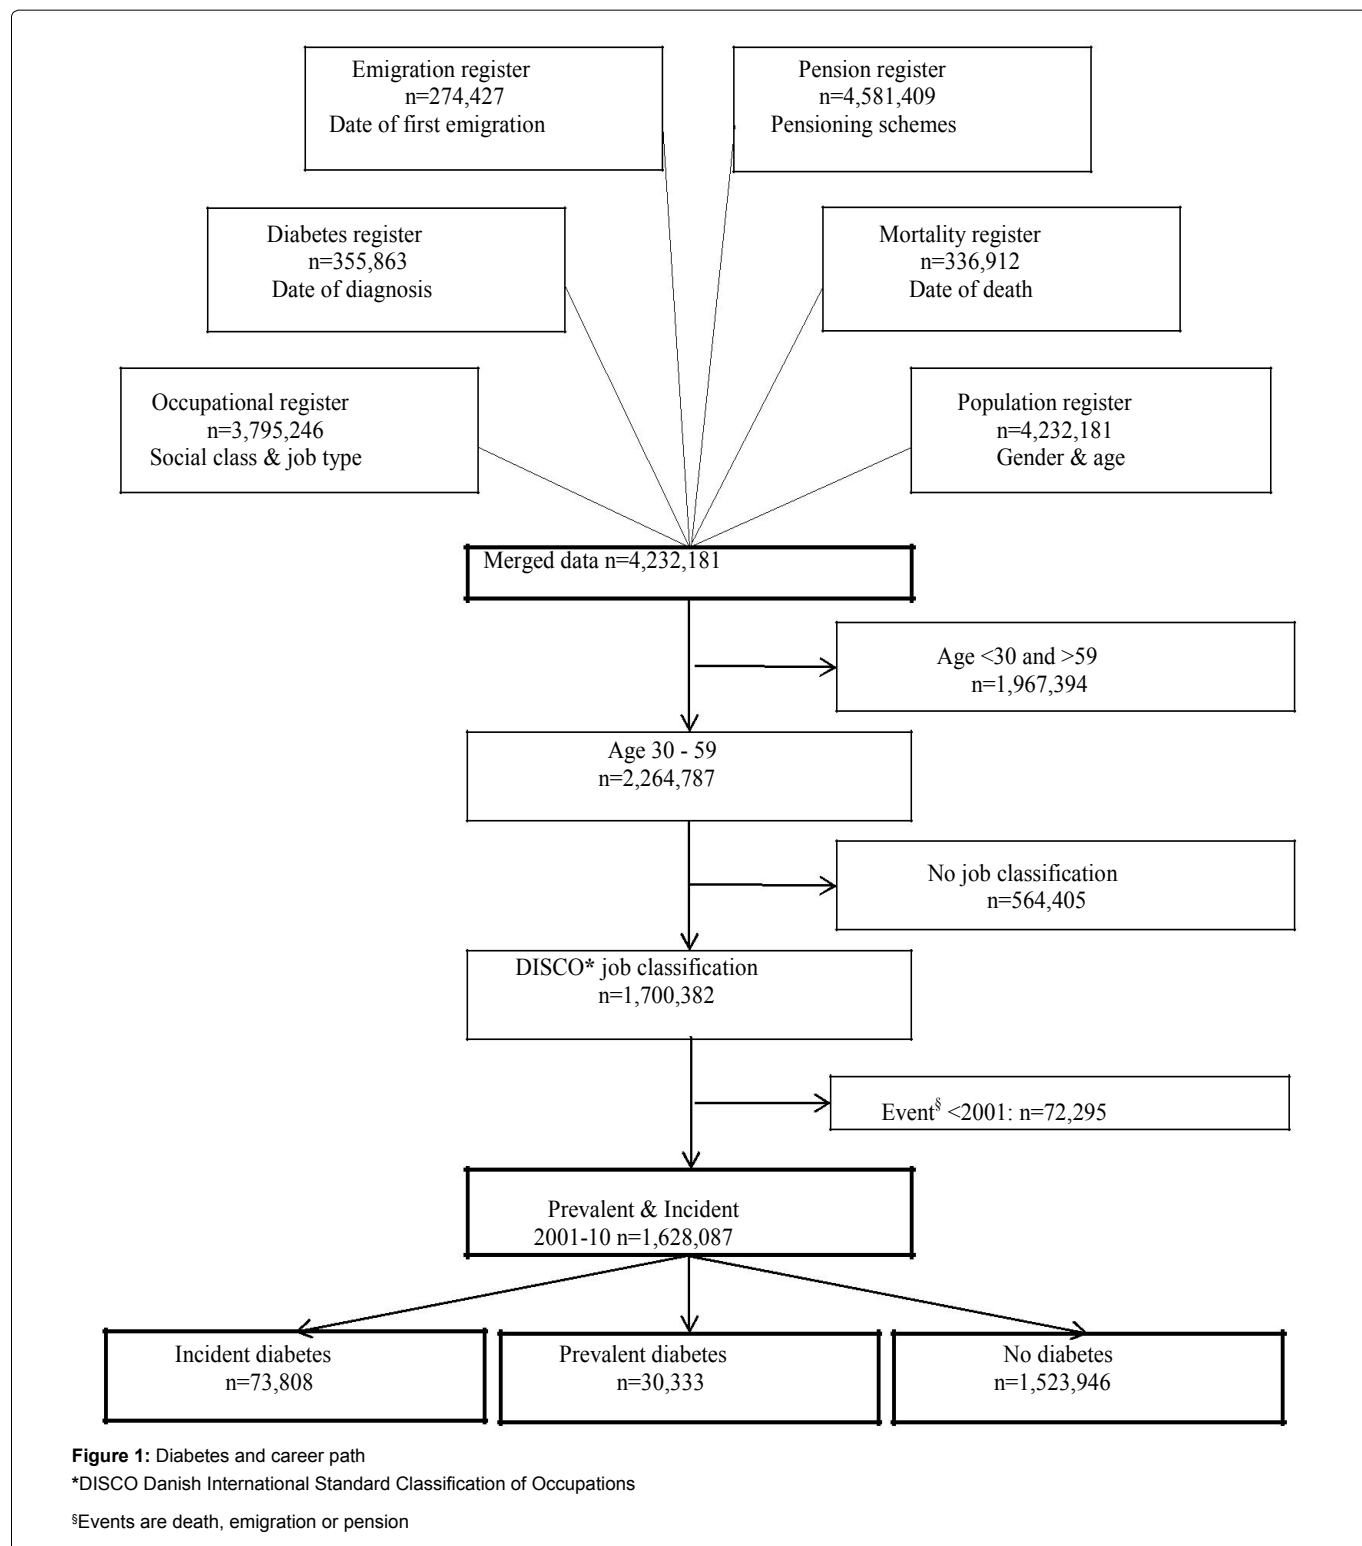 Emigration register
n=274,427
Date of first emigration
Pension register
n=4,581,409
Pensioning schemes
Diabetes register
n=355,863
Date of diagnosis
Mortality register
n=336,912
Date of death
Occupational register
n=3,795,246
Social class & job type
Population register
n=4,232,181
Gender & age
Merged data n=4,232,181
Age <30 and >59
n=1,967,394
Age 30 - 59
n=2,264,787
No job classification
n=564,405
DISCO* job classification
n=1,700,382
Event§ <2001: n=72,295
Prevalent & Incident
2001-10 n=1,628,087
Incident diabetes
n=73,808
Prevalent diabetes
n=30,333
No diabetes
n=1,523,946
Figure 1: Diabetes and career path
*DISCO Danish International Standard Classification of Occupations
§Events are death, emigration or pension